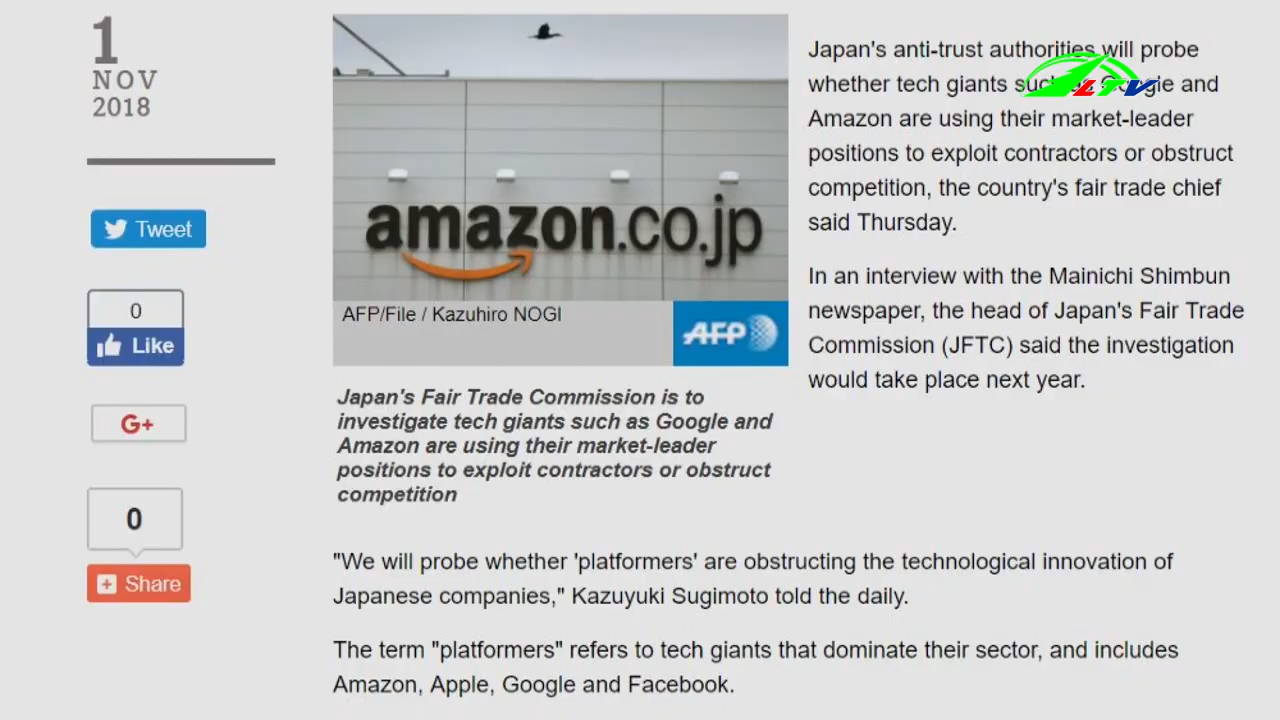 1
NOV
2018
Tweet
0
Like
G+
0
Share
amazon.co.jp
AFP/File / Kazuhiro NOGI
AFP
Japan's Fair Trade Commission is to
investigate tech giants such as Google and
Amazon are using their market-leader
positions to exploit contractors or obstruct
competition
Japan's anti-trust authorities will probe
whether tech giants such as Google and
Amazon are using their market-leader
positions to exploit contractors or obstruct
competition, the country's fair trade chief
said Thursday.
In an interview with the Mainichi Shimbun
newspaper, the head of Japan's Fair Trade
Commission (JFTC) said the investigation
would take place next year.
"We will probe whether 'platformers' are obstructing the technological innovation of
Japanese companies," Kazuyuki Sugimoto told the daily.
The term "platformers" refers to tech giants that dominate their sector, and includes
Amazon, Apple, Google and Facebook.
LTV